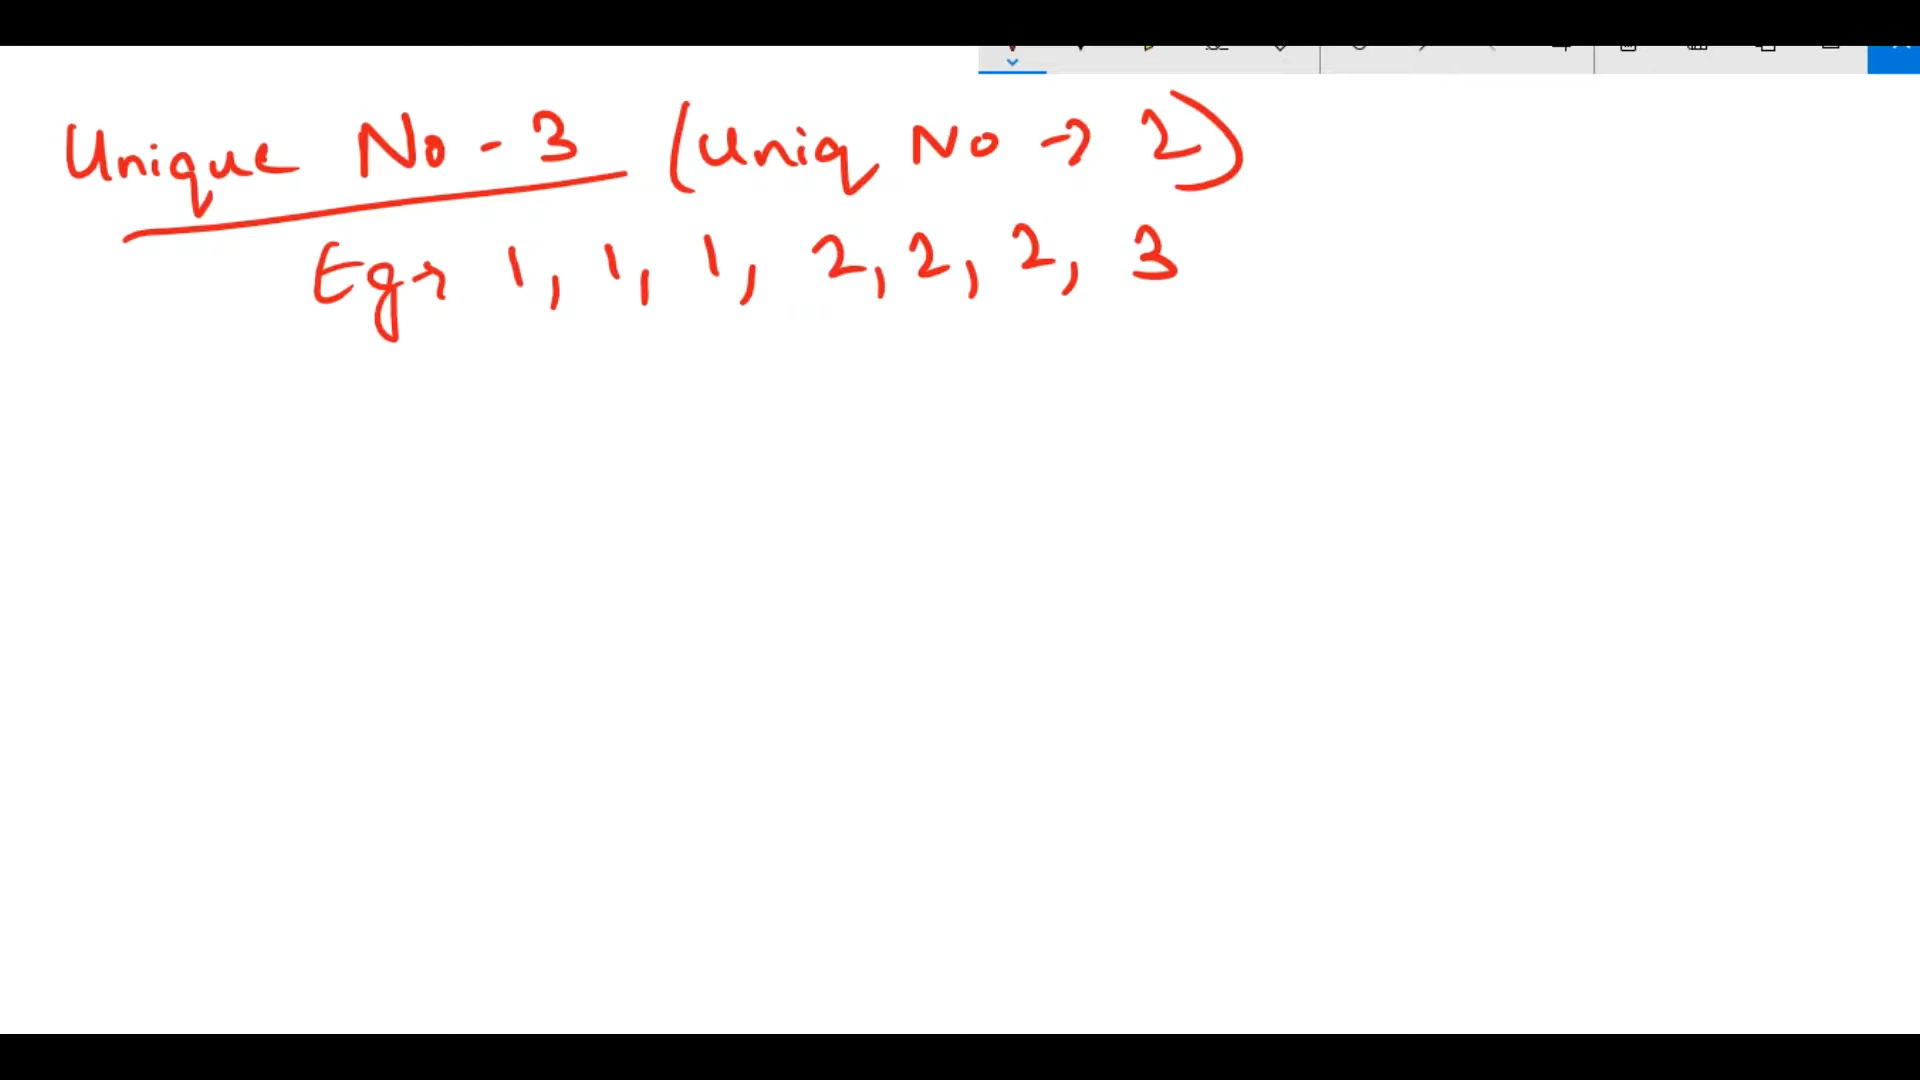 Unique No - 3 (Uniq No → 2)
Eg → 1, 1, 1, 2, 2, 2, 3